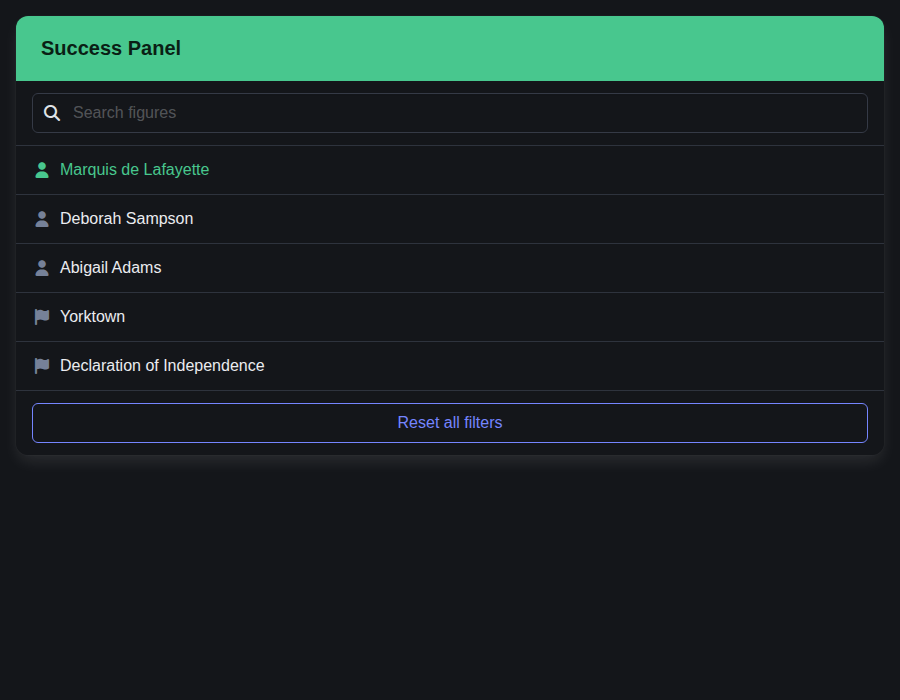 Success Panel
Search figures
Marquis de Lafayette
Deborah Sampson
Abigail Adams
Yorktown
Declaration of Independence
Reset all filters